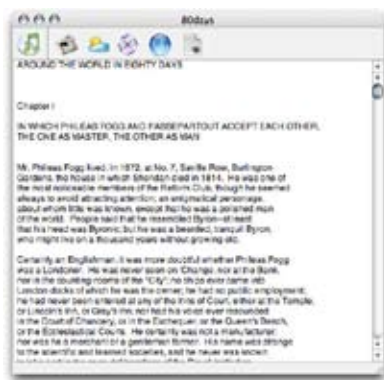 80days
AROUND THE WORLD IN EIGHTY DAYS
Chapter I
IN WHICH PHILEAS FOGG AND PASSEPARTOUT ACCEPT EACH OTHER,
THE ONE AS MASTER, THE OTHER AS MAN
Mr. Phileas Fogg lived, in 1872, at No. 7, Saville Row, Burlington
Gardens, the house in which Sheridan died in 1814. He was one of
the most noticeable members of the Reform Club, though he seemed
always to avoid attracting attention; an enigmatical personage,
about whom little was known, except that he was a polished man
of the world. People said that he resembled Byron--at least
that his head was Byronic; but he was a bearded, tranquil Byron,
who might live on a thousand years without growing old.
Certainly an Englishman, it was more doubtful whether Phileas Fogg
was a Londoner. He was never seen on 'Change, nor at the Bank,
nor in the counting rooms of the "City"; no ships ever came into
London docks of which he was the owner; he had no public employment;
he had never been entered at any of the Inns of Court, either at the Temple,
or Lincoln's Inn, or Gray's Inn; nor had his voice ever resounded
in the Court of Chancery, or in the Exchequer, or the Queen's Bench,
or the Ecclesiastical Courts. He certainly was not a manufacturer;
nor was he a merchant or a gentleman farmer. His name was strange
to the scientific and learned societies, and he never was known